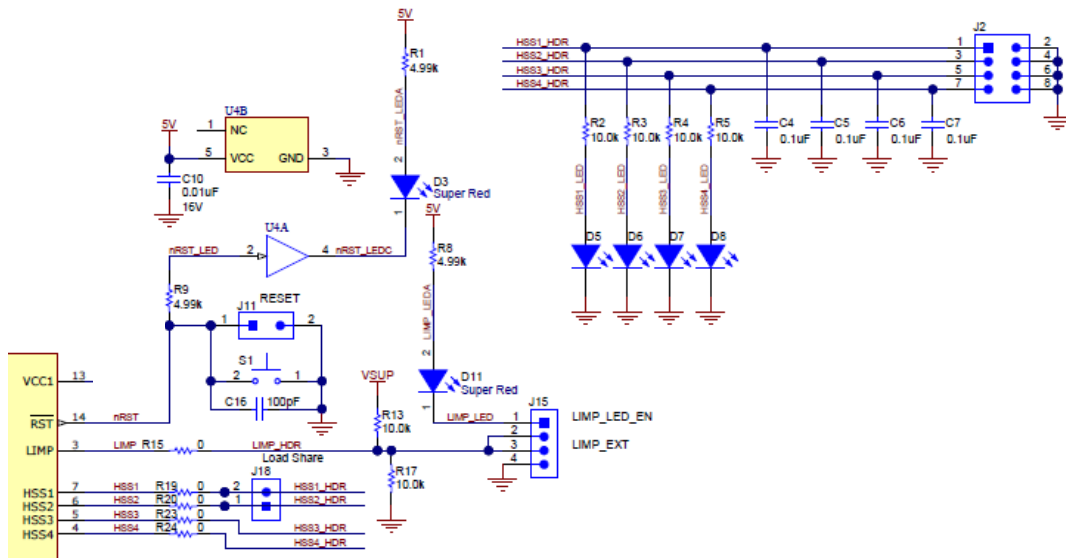 5V
R1
4.99k
nRST_LEDA
2
D3
Super Red
1
U4B
5V
1
NC
5
VCC
GND
3
C10
0.01uF
16V
U4A
nRST_LED
2
4
nRST_LEDC
R9
4.99k
RESET
J11
1
2
S1
2
1
C16
100pF
5V
R8
4.99k
LIMP_LEDA
2
D11
Super Red
1
LIMP_LED
VSUP
R13
10.0k
R17
10.0k
J15
1
2
3
4
LIMP_LED_EN
LIMP_EXT
VCC1
13
RST
14
nRST
LIMP
3
LIMP
R15
0
LIMP_HDR
Load Share
J18
HSS1
7
HSS1
R19
0
2
HSS1_HDR
HSS2
6
HSS2
R20
0
1
HSS2_HDR
HSS3
5
HSS3
R23
0
HSS3_HDR
HSS4
4
HSS4
R24
0
HSS4_HDR
HSS1_HDR
HSS2_HDR
HSS3_HDR
HSS4_HDR
J2
1
2
3
4
5
6
7
8
R2
10.0k
R3
10.0k
R4
10.0k
R5
10.0k
C4
0.1uF
C5
0.1uF
C6
0.1uF
C7
0.1uF
HSS1_LED
HSS2_LED
HSS3_LED
HSS4_LED
D5
D6
D7
D8